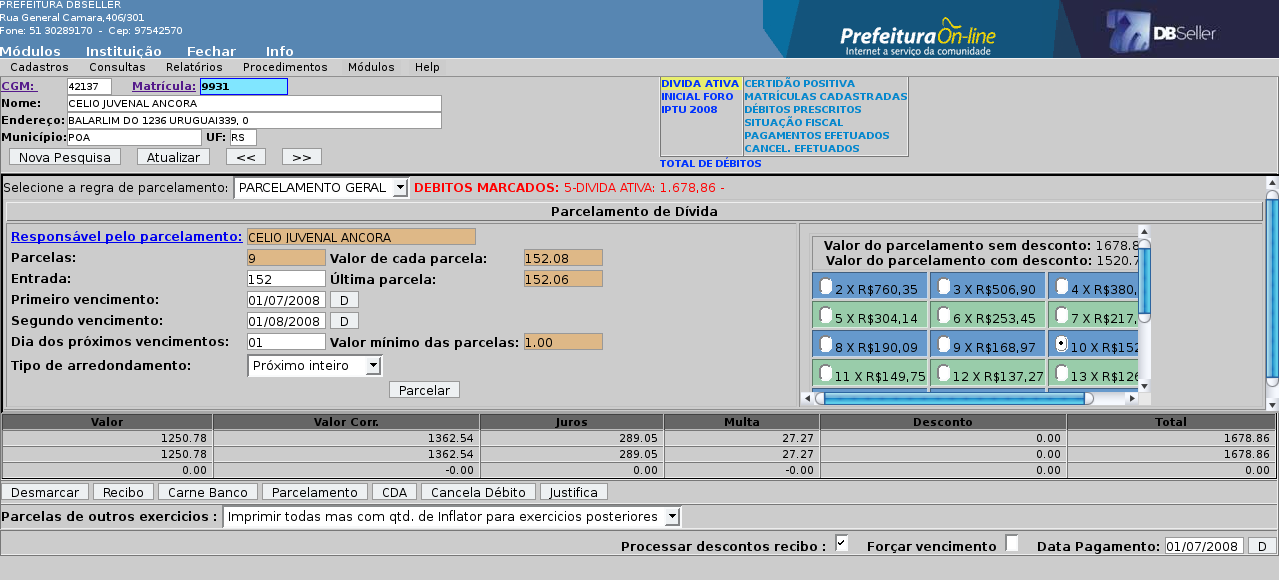 PREFEITURA DBSELLER
Rua General Camara,406/301
Fone: 51 30289170 - Cep: 97542570
Prefeitura On-line
Internet a serviço da comunidade
DBSeller
Módulos Instituição Fechar Info
Cadastros Consultas Relatórios Procedimentos Módulos Help
CGM: 42137 Matrícula: 9931
Nome: CELIO JUVENAL ANCORA
Endereço: BALARLIM DO 1236 URUGUAI339, 0
Município: POA UF: RS
Nova Pesquisa Atualizar << >>
DIVIDA ATIVA CERTIDÃO POSITIVA
INICIAL FORO MATRÍCULAS CADASTRADAS
IPTU 2008 DÉBITOS PRESCRITOS
SITUAÇÃO FISCAL
PAGAMENTOS EFETUADOS
CANCEL. EFETUADOS
TOTAL DE DÉBITOS
Selecione a regra de parcelamento: PARCELAMENTO GERAL DEBITOS MARCADOS: 5-DIVIDA ATIVA: 1.678,86 -
Parcelamento de Dívida
Responsável pelo parcelamento: CELIO JUVENAL ANCORA
Parcelas: 9 Valor de cada parcela: 152.08
Entrada: 152 Última parcela: 152.06
Primeiro vencimento: 01/07/2008 D
Segundo vencimento: 01/08/2008 D
Dia dos próximos vencimentos: 01 Valor mínimo das parcelas: 1.00
Tipo de arredondamento: Próximo inteiro
Parcelar
Valor do parcelamento sem desconto: 1678.8
Valor do parcelamento com desconto: 1520.7
2 X R$760,35 3 X R$506,90 4 X R$380,
5 X R$304,14 6 X R$253,45 7 X R$217,
8 X R$190,09 9 X R$168,97 10 X R$152
11 X R$149,75 12 X R$137,27 13 X R$126
Valor Valor Corr. Juros Multa Desconto Total
1250.78 1362.54 289.05 27.27 0.00 1678.86
1250.78 1362.54 289.05 27.27 0.00 1678.86
0.00 -0.00 0.00 -0.00 0.00 0.00
Desmarcar Recibo Carne Banco Parcelamento CDA Cancela Débito Justifica
Parcelas de outros exercicios : Imprimir todas mas com qtd. de Inflator para exercicios posteriores
Processar descontos recibo : Forçar vencimento Data Pagamento: 01/07/2008 D